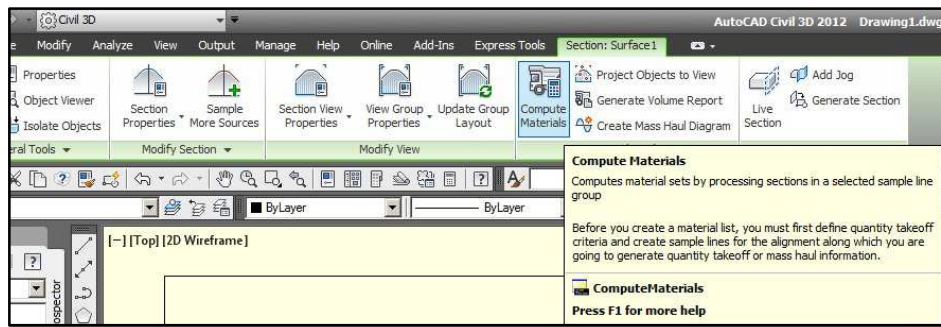 Civil 3D
AutoCAD Civil 3D 2012 Drawing1.dwg
Modify Analyze View Output Manage Help Online Add-Ins Express Tools Section: Surface1
Properties
Object Viewer
Isolate Objects
Section
Properties
Sample
More Sources
Section View
Properties
View Group
Properties
Update Group
Layout
Compute
Materials
Project Objects to View
Generate Volume Report
Create Mass Haul Diagram
Live
Section
Add Jog
Generate Section
Modify Section
Modify View
ByLayer
ByLayer
[−] [Top] [2D Wireframe]
Compute Materials
Computes material sets by processing sections in a selected sample line
group
Before you create a material list, you must first define quantity takeoff
criteria and create sample lines for the alignment along which you are
going to generate quantity takeoff or mass haul information.
ComputeMaterials
Press F1 for more help